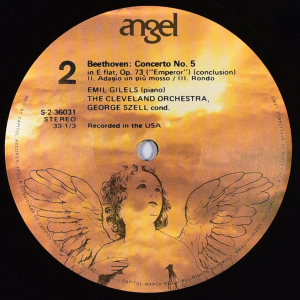 angel
2
Beethoven: Concerto No. 5
in E flat, Op. 73 ("Emperor") (conclusion)
II. Adagio un più mosso / III. Rondo
EMIL GILELS (piano)
THE CLEVELAND ORCHESTRA,
GEORGE SZELL cond.
S-2-36031
STEREO
33-1/3
Recorded in the USA